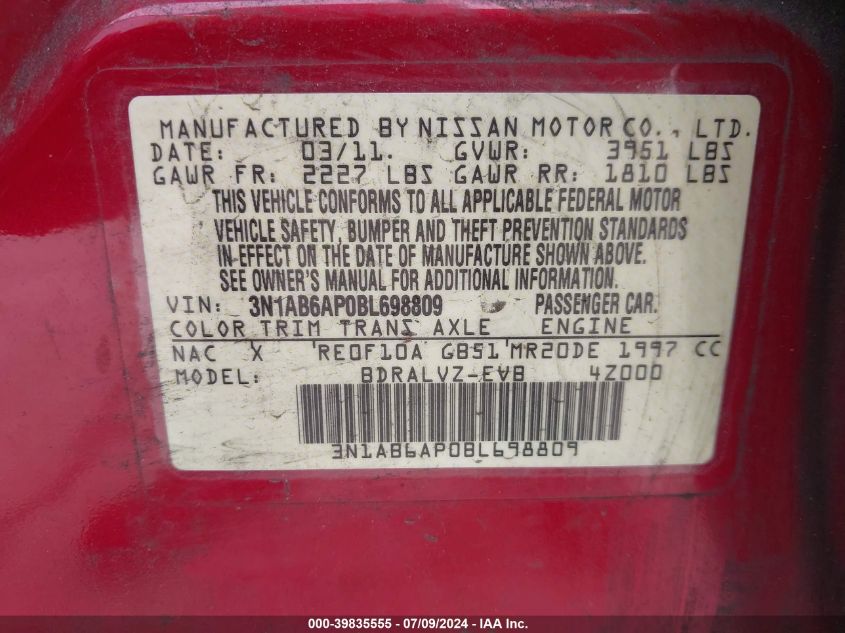 MANUFACTURED BY NISSAN MOTOR CO., LTD.
DATE: 03/11. GVWR: 3951 LBS
GAWR FR: 2227 LBS GAWR RR: 1810 LBS
THIS VEHICLE CONFORMS TO ALL APPLICABLE FEDERAL MOTOR
VEHICLE SAFETY, BUMPER AND THEFT PREVENTION STANDARDS
IN EFFECT ON THE DATE OF MANUFACTURE SHOWN ABOVE.
SEE OWNER'S MANUAL FOR ADDITIONAL INFORMATION.
VIN: 3N1AB6AP0BL698809 PASSENGER CAR.
COLOR TRIM TRANS AXLE ENGINE
NAC X RE0F10A GB51 MR20DE 1997 CC
MODEL: BDRALVZ-EVB 4Z000
3N1AB6AP0BL698809
000-39835555 - 07/09/2024 - IAA Inc.